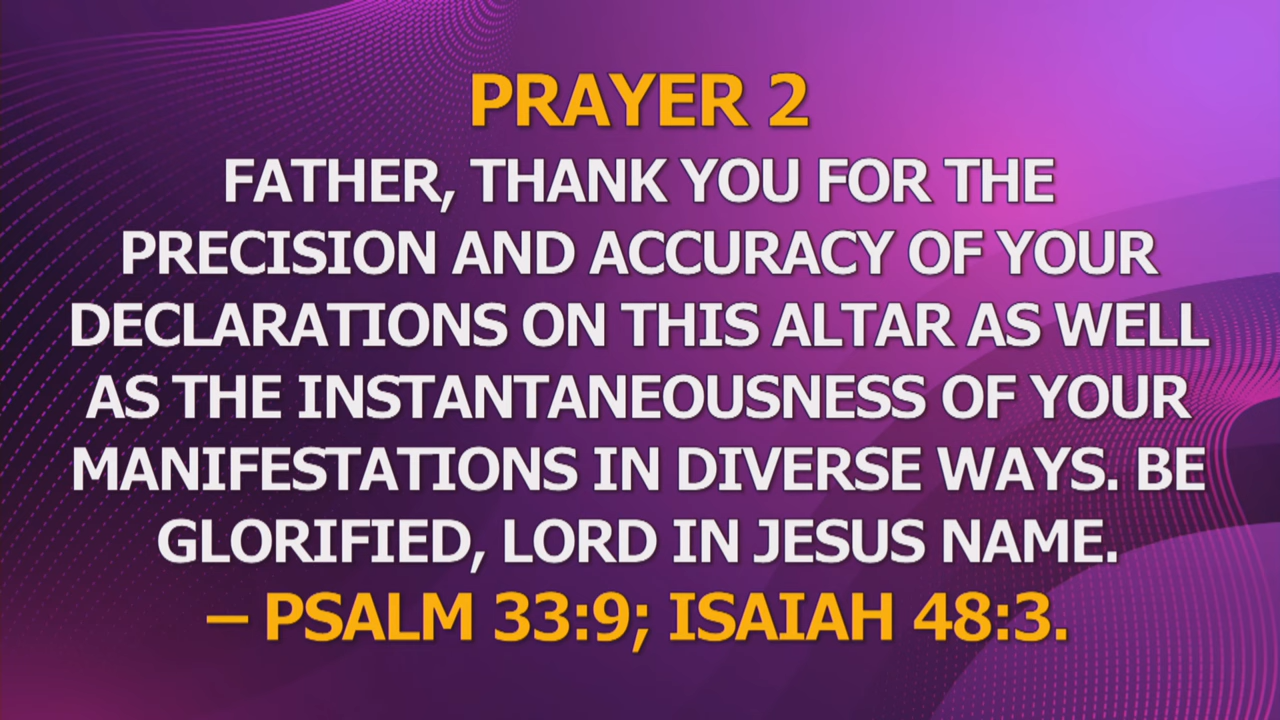 PRAYER 2
FATHER, THANK YOU FOR THE
PRECISION AND ACCURACY OF YOUR
DECLARATIONS ON THIS ALTAR AS WELL
AS THE INSTANTANEOUSNESS OF YOUR
MANIFESTATIONS IN DIVERSE WAYS. BE
GLORIFIED, LORD IN JESUS NAME.
– PSALM 33:9; ISAIAH 48:3.